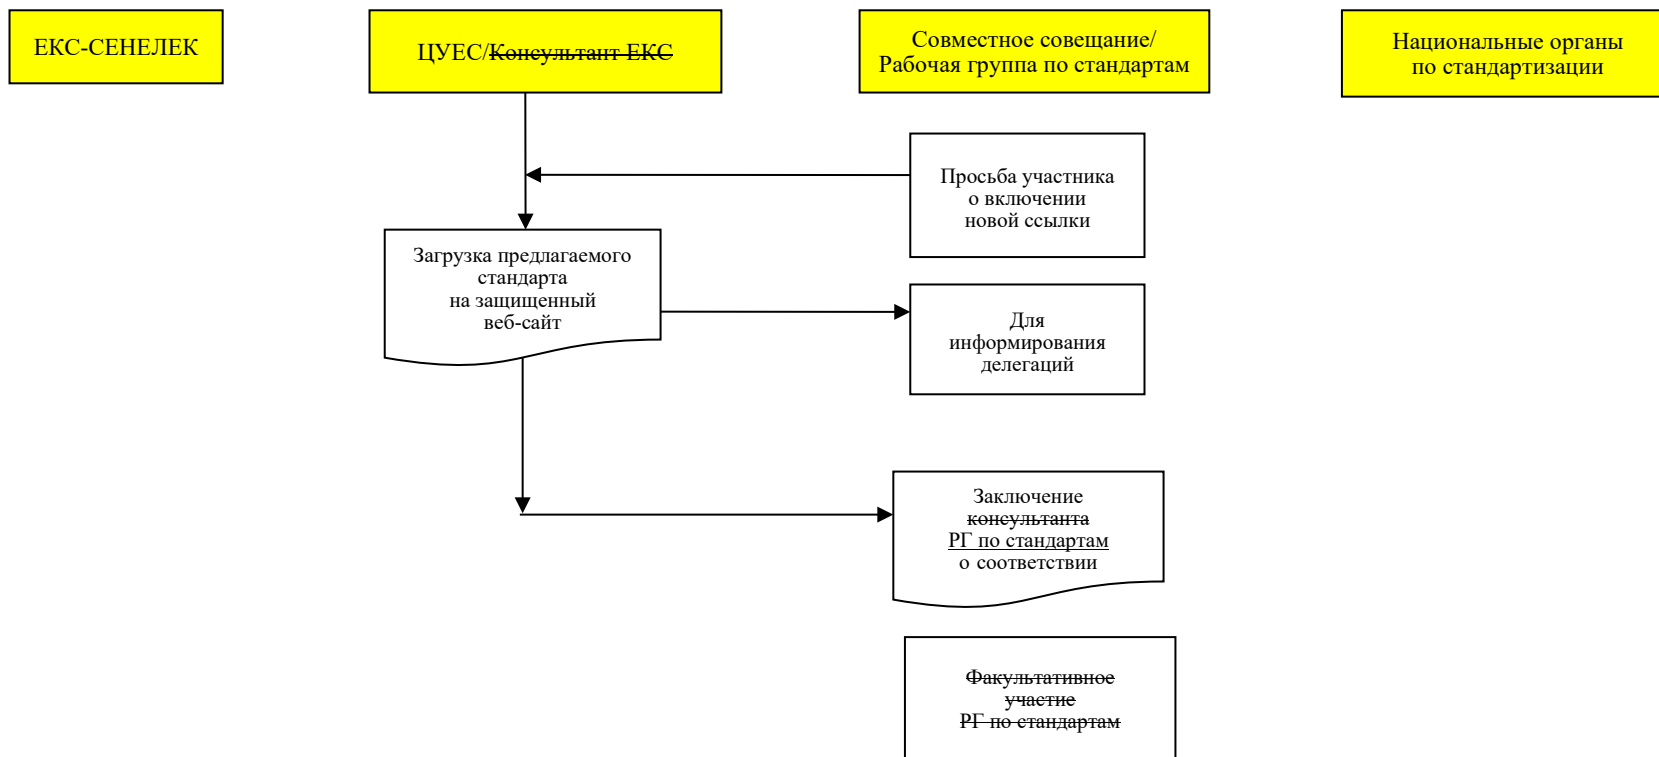 ЕКС-СЕНЕЛЕК
ЦУЕС/Консультант ЕКС
Совместное совещание/
Рабочая группа по стандартам
Национальные органы
по стандартизации
Просьба участника
о включении
новой ссылки
Загрузка предлагаемого
стандарта
на защищенный
веб-сайт
Для
информирования
делегаций
Заключение
консультанта
РГ по стандартам
о соответствии
Факультативное
участие
РГ по стандартам